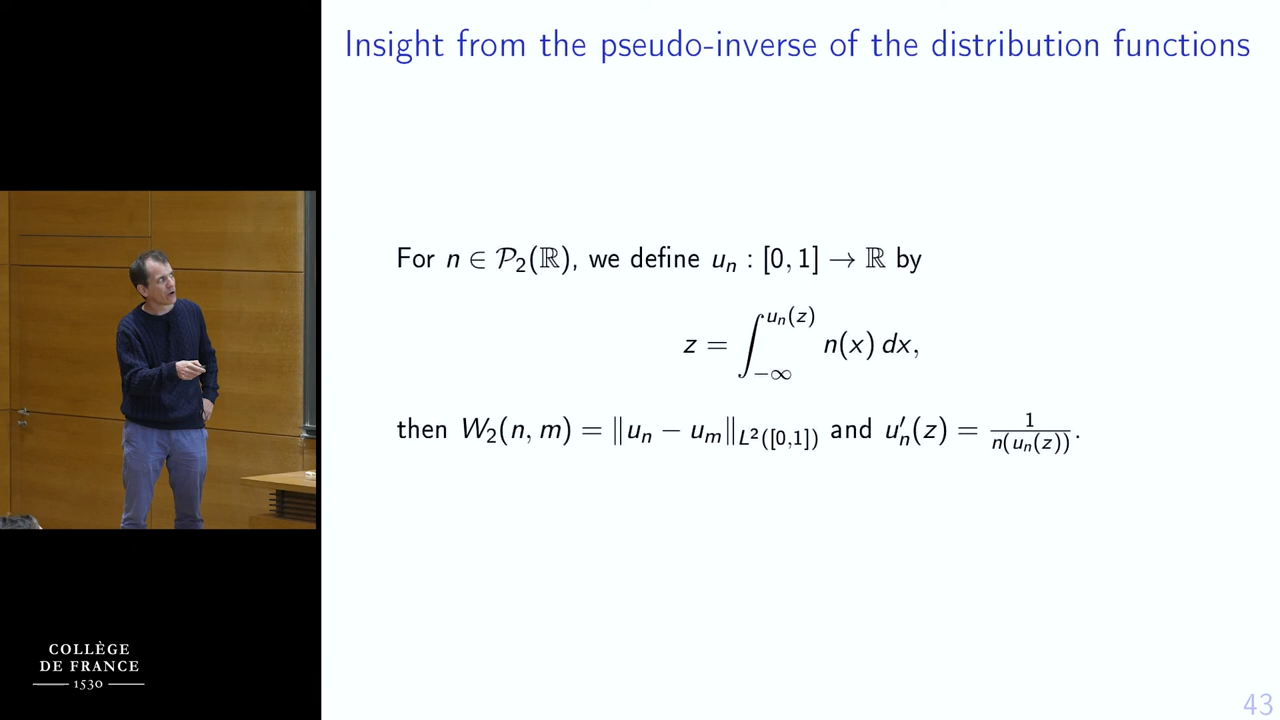 Insight from the pseudo-inverse of the distribution functions
For n ∈ 𝒫₂(ℝ), we define uₙ : [0, 1] → ℝ by
z = ∫_{−∞}^{uₙ(z)} n(x) dx,
then W₂(n, m) = ‖uₙ − uₘ‖_{L²([0,1])} and u′ₙ(z) = 1/n(uₙ(z)).
COLLÈGE
DE FRANCE
1530
43